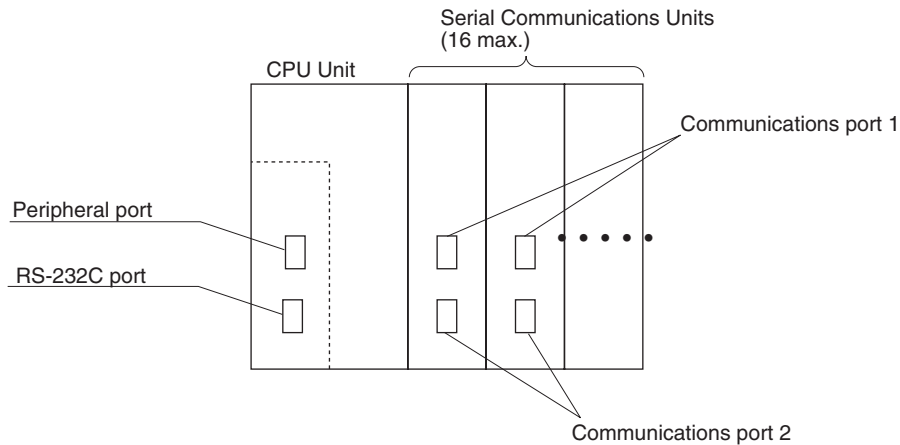 Serial Communications Units
(16 max.)
CPU Unit
Communications port 1
Peripheral port
RS-232C port
Communications port 2